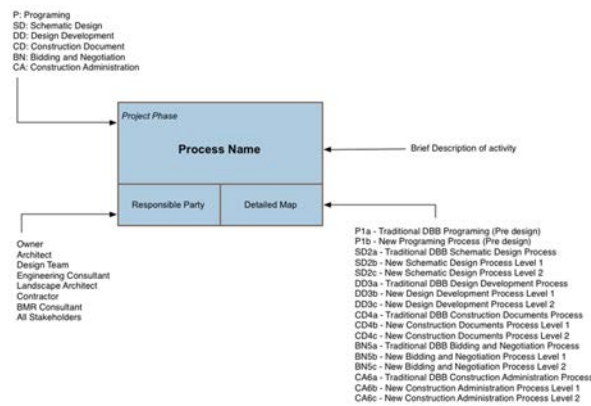 P: Programing
SD: Schematic Design
DD: Design Development
CD: Construction Document
BN: Bidding and Negotiation
CA: Construction Administration
Project Phase
Process Name
Brief Description of activity
Responsible Party
Detailed Map
Owner
Architect
Design Team
Engineering Consultant
Landscape Architect
Contractor
BMR Consultant
All Stakeholders
P1a - Traditional DBB Programing (Pre design)
P1b - New Programing Process (Pre design)
SD2a - Traditional DBB Schematic Design Process
SD2b - New Schematic Design Process Level 1
SD2c - New Schematic Design Process Level 2
DD3a - Traditional DBB Design Development Process
DD3b - New Design Development Process Level 1
DD3c - New Design Development Process Level 2
CD4a - Traditional DBB Construction Documents Process
CD4b - New Construction Documents Process Level 1
CD4c - New Construction Documents Process Level 2
BN5a - Traditional DBB Bidding and Negotiation Process
BN5b - New Bidding and Negotiation Process Level 1
BN5c - New Bidding and Negotiation Process Level 2
CA6a - Traditional DBB Construction Administration Process
CA6b - New Construction Administration Process Level 1
CA6c - New Construction Administration Process Level 2